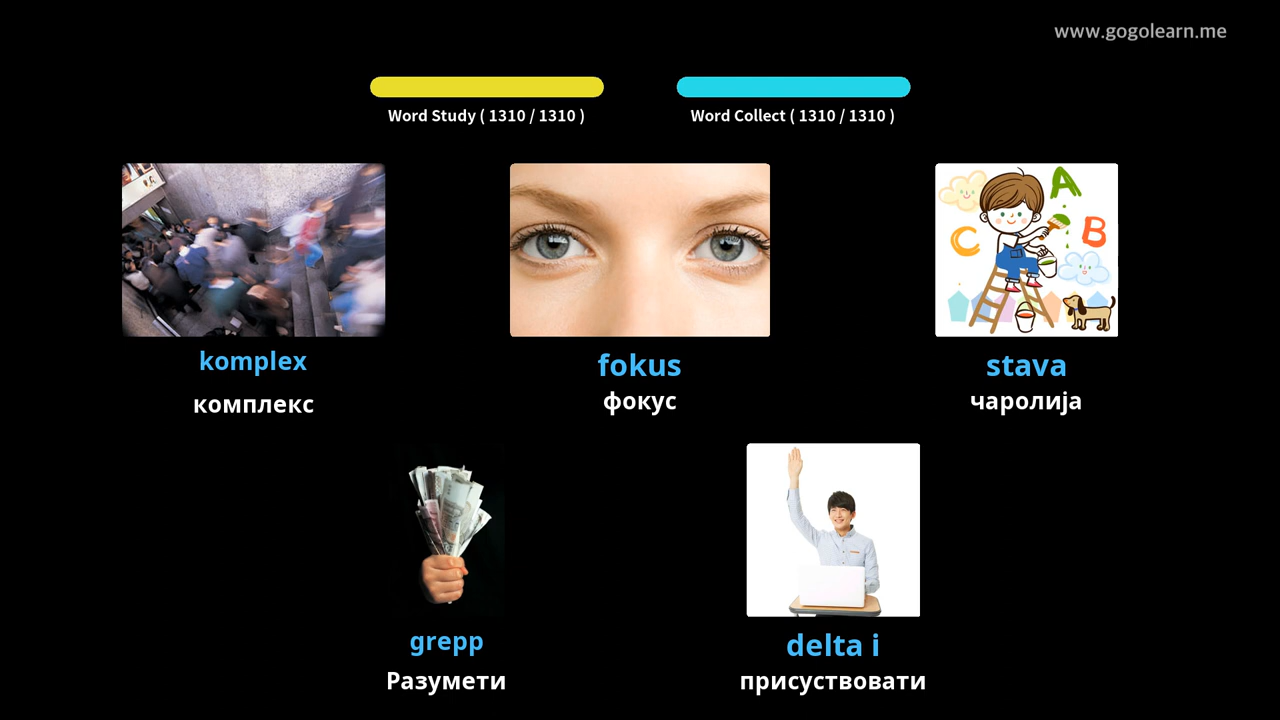 www.gogolearn.me
Word Study ( 1310 / 1310 )
Word Collect ( 1310 / 1310 )
A
B
C
komplex
комплекс
fokus
фокус
stava
чаролија
grepp
Разумети
delta i
присуствовати